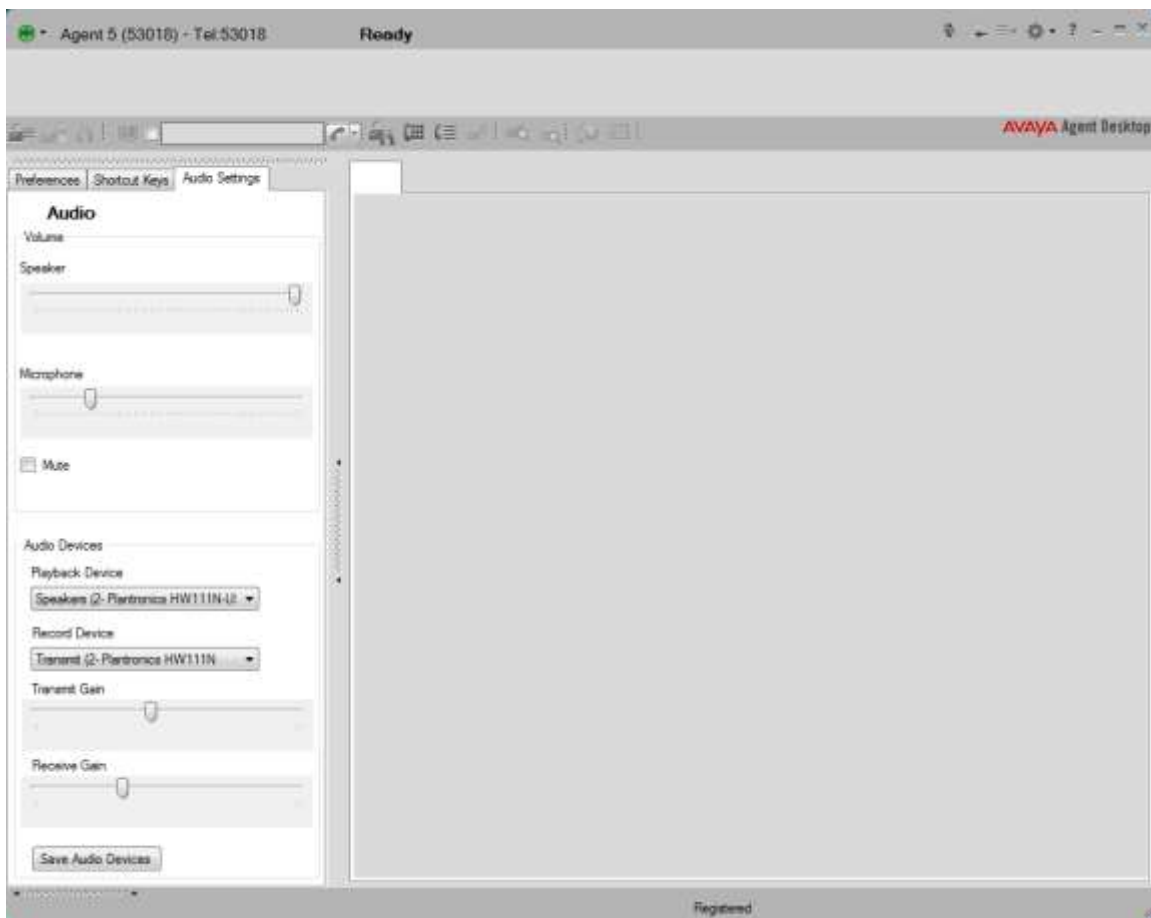 Agent 5 (53018) - Tel:53018 Ready ?
AVAYA Agent Desktop
Preferences Shortcut Keys Audio Settings
Audio
Volume
Speaker
Microphone
Mute
Audio Devices
Playback Device
Speakers (2- Plantronics HW111N-U
Record Device
Transmit (2- Plantronics HW111N
Transmit Gain
Receive Gain
Save Audio Devices
Registered